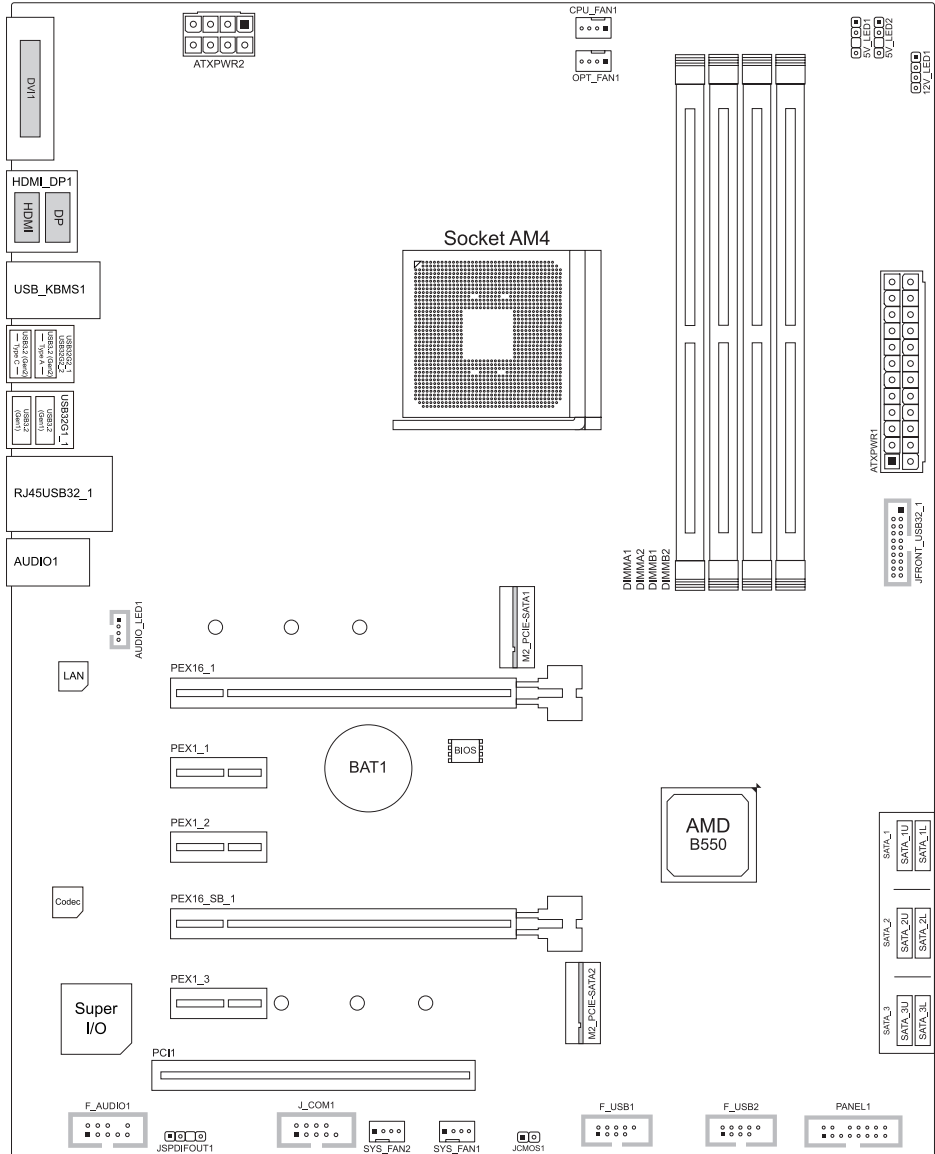 CPU_FAN1
ATXPWR2
OPT_FAN1
5V_LED1
5V_LED2
12V_LED1
DVI1
HDMI_DP1
HDMI
DP
Socket AM4
USB_KBMS1
USB3.2 (Gen2)
Type C
USB3.2 (Gen2)
Type A
USB32G2_1
USB32G2_2
USB3.2
(Gen1)
USB3.2
(Gen1)
USB32G1_1
ATXPWR1
RJ45USB32_1
JFRONT_USB32_1
AUDIO1
DIMMA1
DIMMA2
DIMMB1
DIMMB2
AUDIO_LED1
M2_PCIE-SATA1
LAN
PEX16_1
PEX1_1
BAT1
BIOS
PEX1_2
AMD
B550
SATA_1
SATA_1U
SATA_1L
Codec
PEX16_SB_1
SATA_2
SATA_2U
SATA_2L
PEX1_3
M2_PCIE-SATA2
Super
I/O
SATA_3
SATA_3U
SATA_3L
PCI1
F_AUDIO1
J_COM1
F_USB1
F_USB2
PANEL1
JSPDIFOUT1
SYS_FAN2
SYS_FAN1
JCMOS1